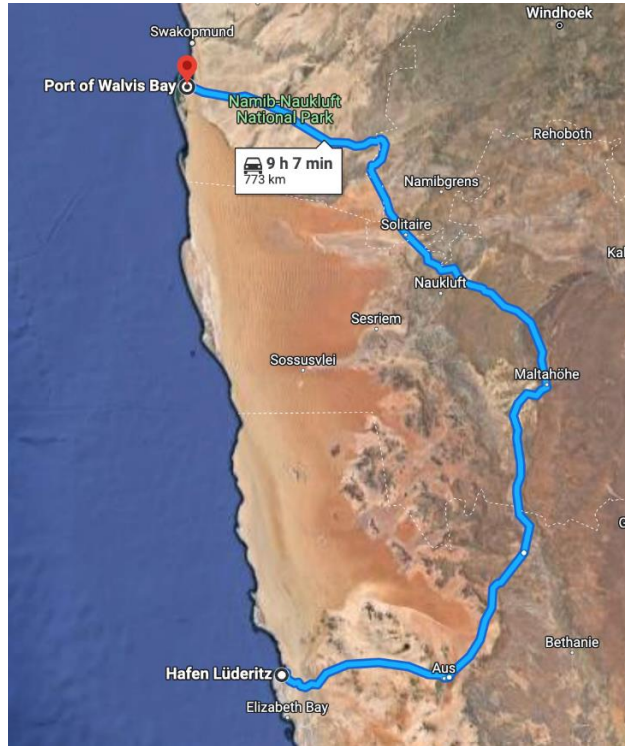 Windhoek
Swakopmund
Port of Walvis Bay
Namib-Naukluft
National Park
Rehoboth
9 h 7 min
773 km
Namibgrens
Solitaire
Naukluft
Sesriem
Sossusvlei
Maltahöhe
Bethanie
Aus
Hafen Lüderitz
Elizabeth Bay